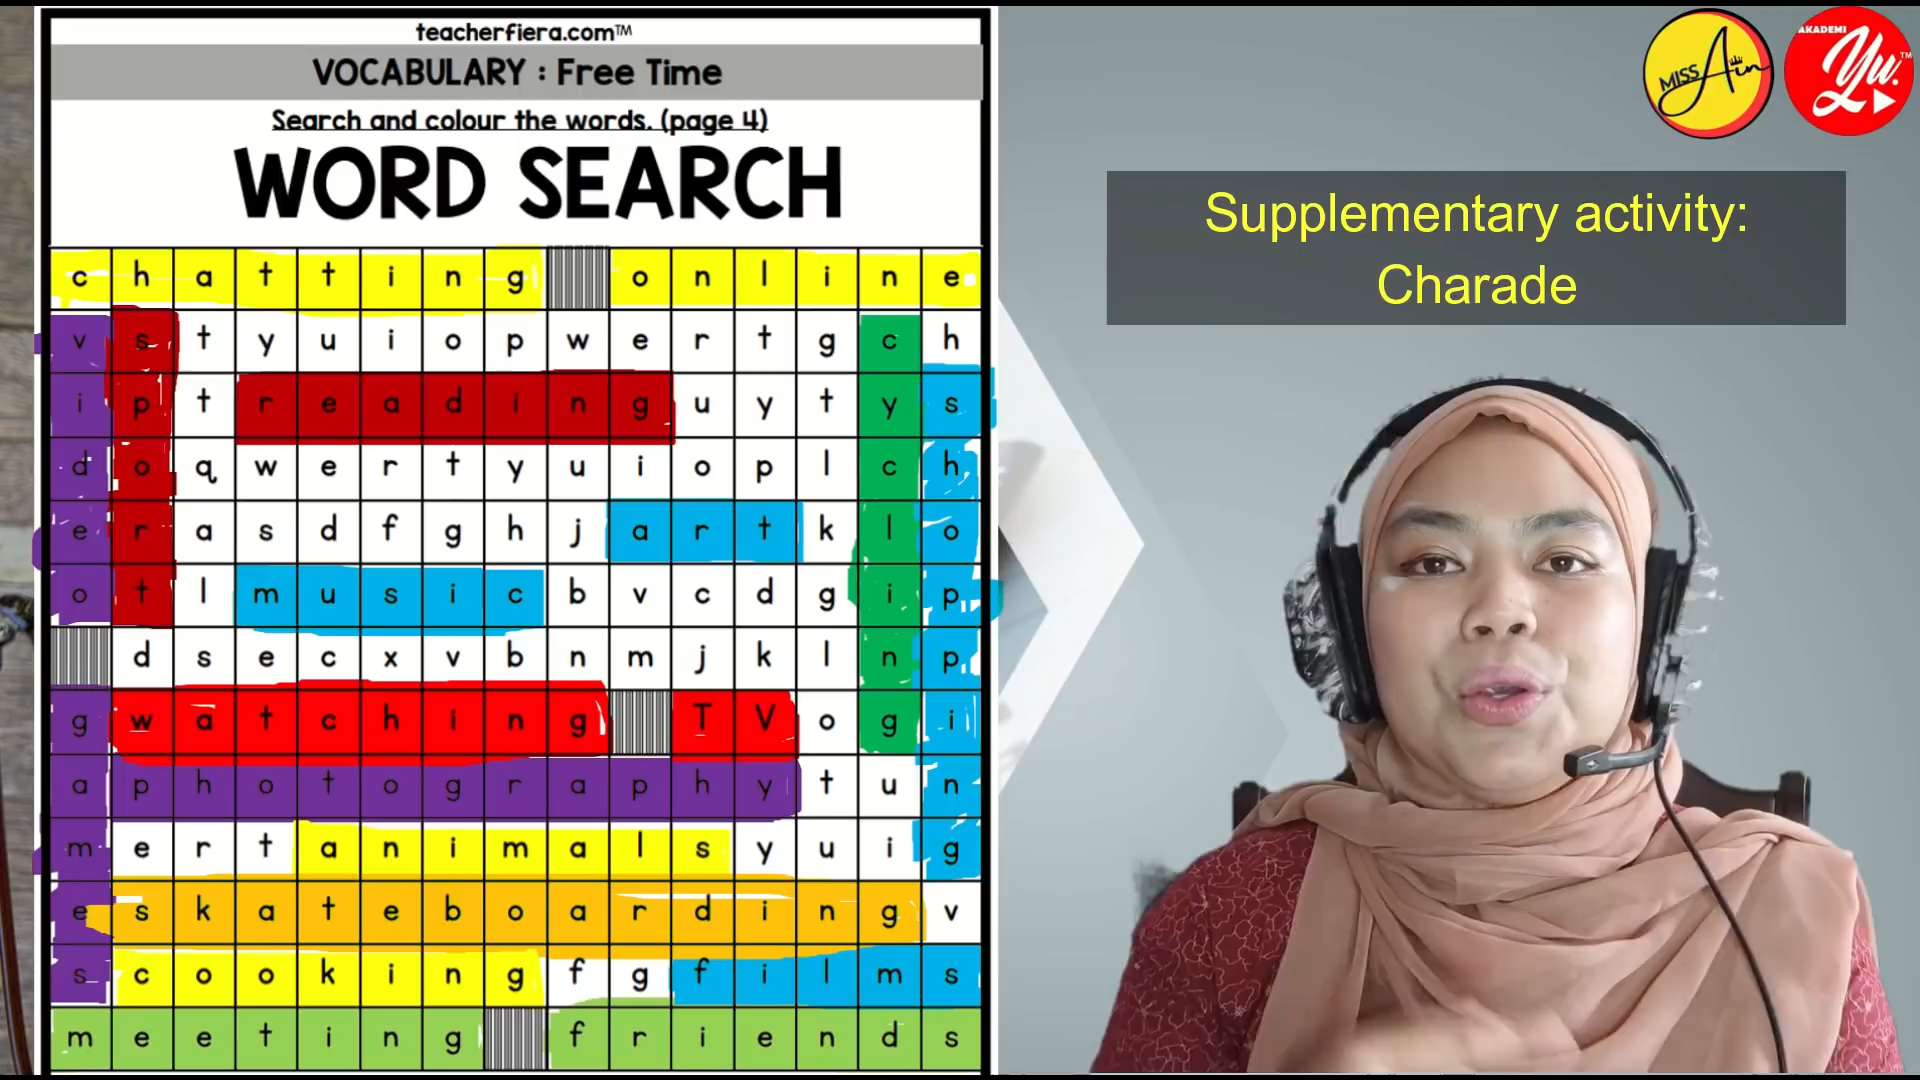 teacherfiera.com™
VOCABULARY : Free Time
Search and colour the words. (page 4)
WORD SEARCH
c h a t t i n g o n l i n e
v s t y u i o p w e r t g c h
i p t r e a d i n g u y t y s
d o q w e r t y u i o p l c h
e r a s d f g h j a r t k l o
o t l m u s i c b v c d g i p
d s e c x v b n m j k l n p
g w a t c h i n g T V o g i
a p h o t o g r a p h y t u n
m e r t a n i m a l s y u i g
e s k a t e b o a r d i n g v
s c o o k i n g f g f i l m s
m e e t i n g f r i e n d s
MISS Ain
AKADEMI
Yu.
TM
Supplementary activity:
Charade